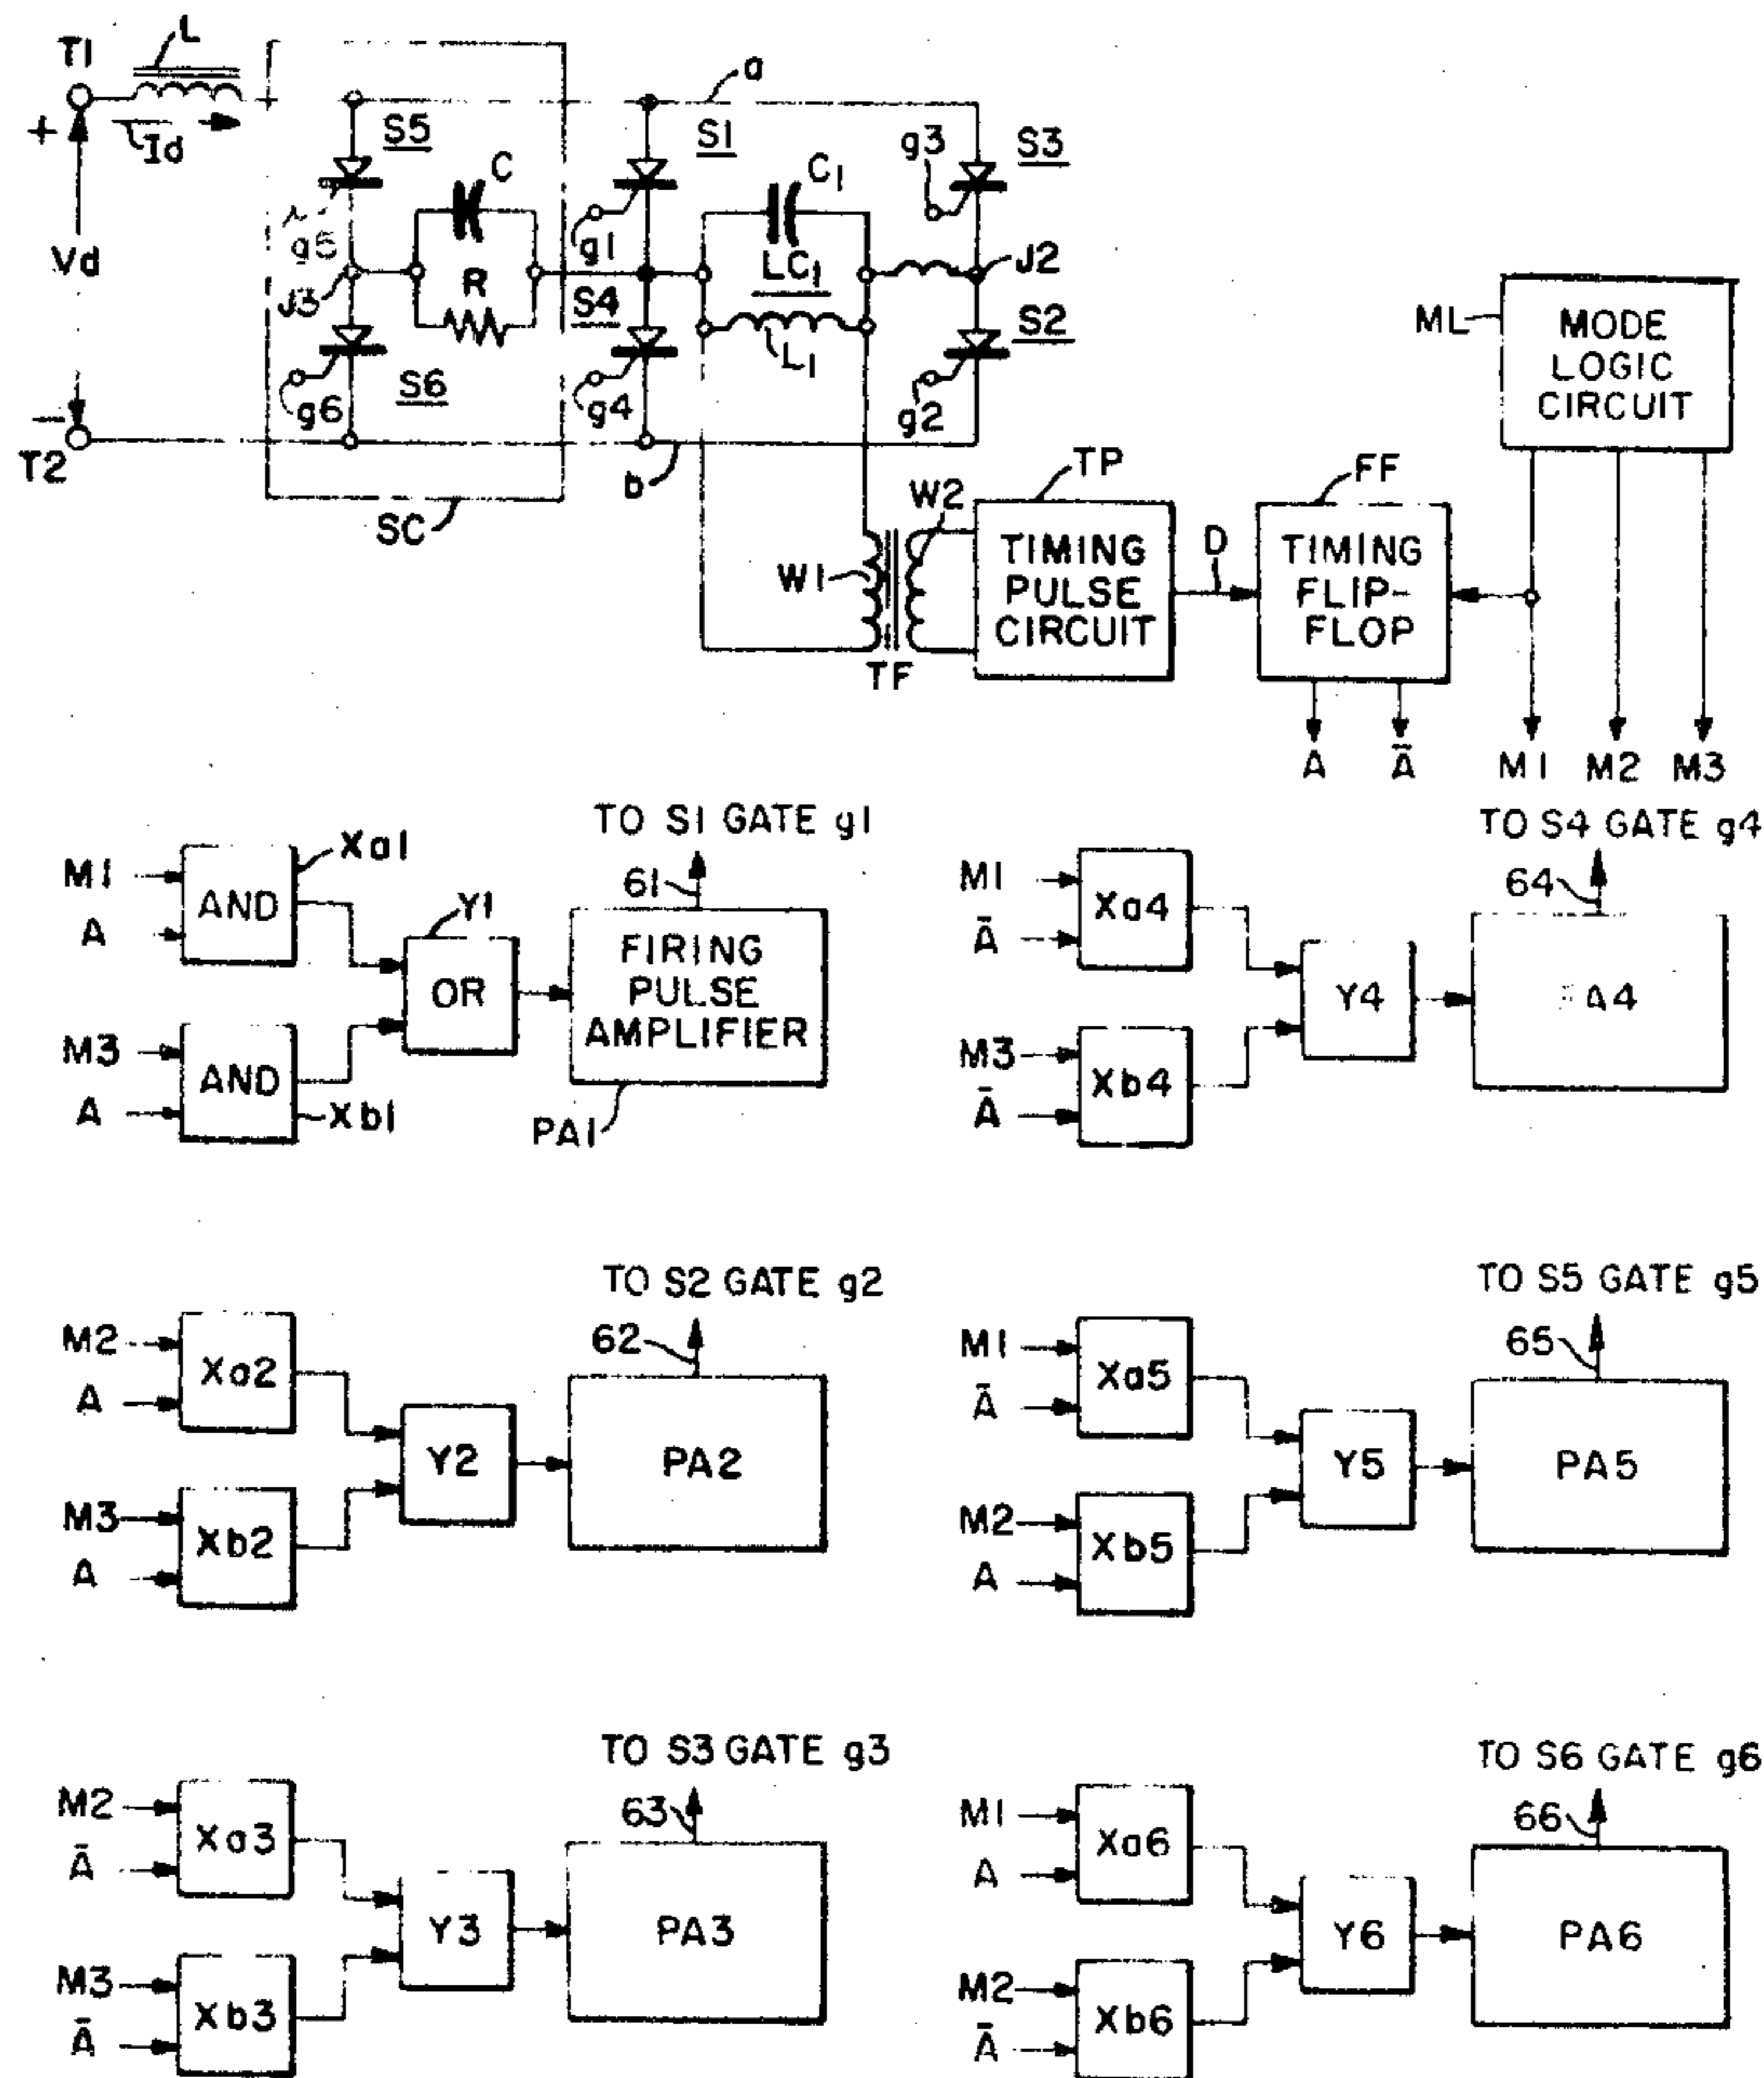 T1
L
a
+
Id
S5
S1
g3
S3
C
C1
g5
g1
Vd
J3
R
S4
LC1
J2
S2
L1
g6
S6
g4
g2
−
T2
b
SC
ML
MODE
LOGIC
CIRCUIT
TP
FF
W2
W1
TF
TIMING
PULSE
CIRCUIT
D
TIMING
FLIP-
FLOP
A
Ā
M1
M2
M3
TO S1 GATE g1
M1
A
AND
Xa1
Y1
61
OR
FIRING
PULSE
AMPLIFIER
M3
A
AND
Xb1
PA1
TO S4 GATE g4
M1
Ā
Xa4
64
Y4
A4
M3
Ā
Xb4
TO S2 GATE g2
M2
A
Xa2
62
Y2
PA2
M3
A
Xb2
TO S5 GATE g5
M1
Ā
Xa5
65
Y5
PA5
M2
A
Xb5
TO S3 GATE g3
M2
Ā
Xa3
63
Y3
PA3
M3
Ā
Xb3
TO S6 GATE g6
M1
A
Xa6
66
Y6
PA6
M2
Ā
Xb6